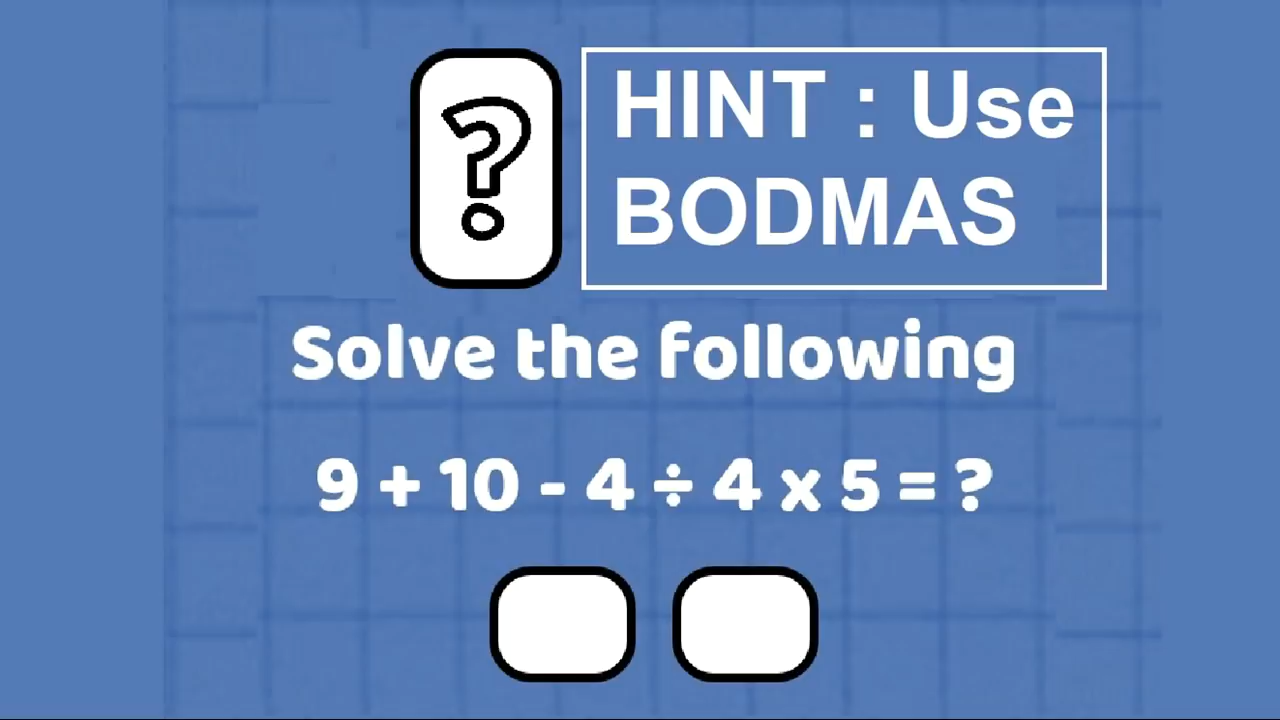 ?
HINT : Use
BODMAS
Solve the following
9 + 10 - 4 ÷ 4 x 5 = ?